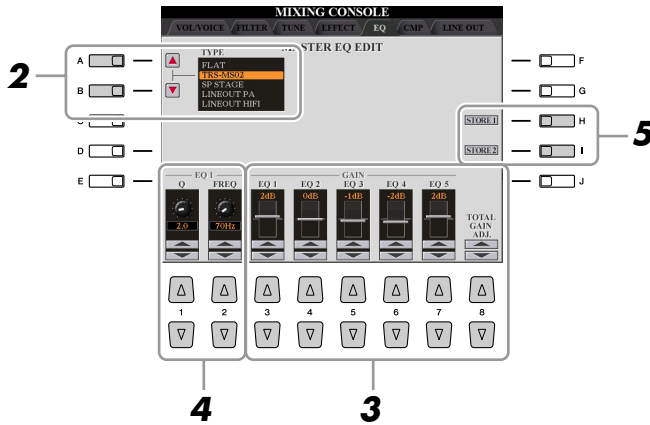 MIXING CONSOLE
VOL/VOICE FILTER TUNE EFFECT EQ CMP LINE OUT
STER EQ EDIT
TYPE
FLAT
TRS-MS02
SP STAGE
LINEOUT PA
LINEOUT HIFI
2
A
B
D
E
F
G
H
I
J
STORE 1
STORE 2
5
EQ 1
Q FREQ
2.0 70Hz
GAIN
EQ 1 EQ 2 EQ 3 EQ 4 EQ 5
2dB 0dB -1dB -2dB 2dB
TOTAL
GAIN
ADJ.
1 2 3 4 5 6 7 8
4 3